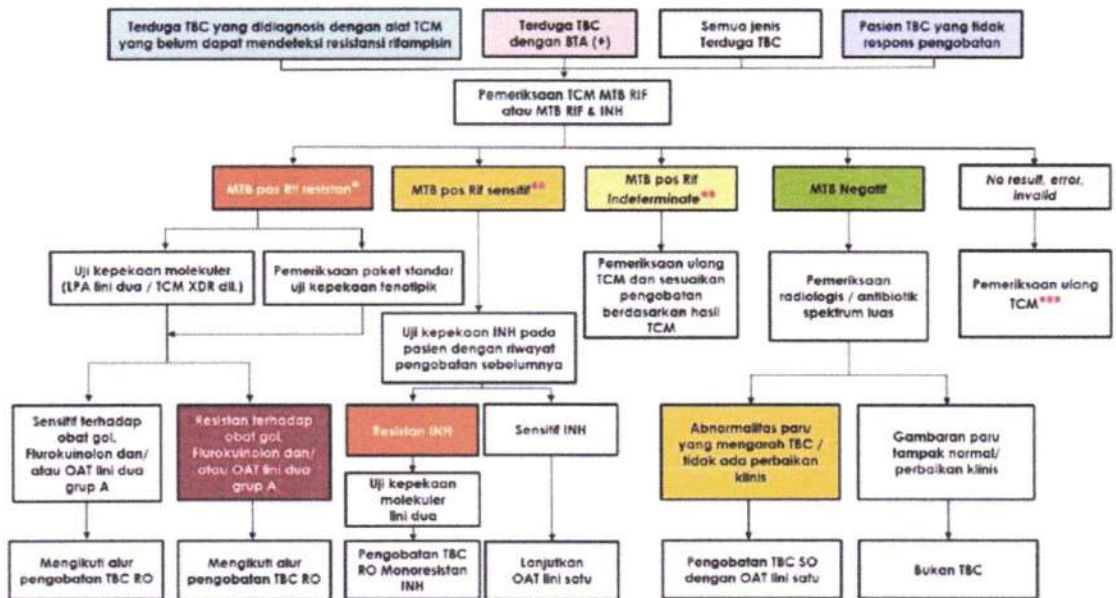 Terduga TBC yang didiagnosis dengan alat TCM
yang belum dapat mendeteksi resistansi rifampisin
Terduga TBC
dengan BTA (+)
Semua jenis
Terduga TBC
Pasien TBC yang tidak
respons pengobatan
Pemeriksaan TCM MTB RIF
atau MTB RIF & INH
MTB pos Rif resistan*
MTB pos Rif sensitif**
MTB pos Rif
Indeterminate**
MTB Negatif
No result, error,
invalid
Uji kepekaan molekuler
(LPA lini dua / TCM XDR dll.)
Pemeriksaan paket standar
uji kepekaan fenotipik
Uji kepekaan INH pada
pasien dengan riwayat
pengobatan sebelumnya
Pemeriksaan ulang
TCM dan sesuaikan
pengobatan
berdasarkan hasil
TCM
Pemeriksaan
radiologis / antibiotik
spektrum luas
Pemeriksaan ulang
TCM***
Sensitif terhadap
obat gol.
Flurokuinolon dan/
atau OAT lini dua
grup A
Resistan terhadap
obat gol.
Flurokuinolon dan/
atau OAT lini dua
grup A
Resistan INH
Sensitif INH
Abnormalitas paru
yang mengarah TBC /
tidak ada perbaikan
klinis
Gambaran paru
tampak normal/
perbaikan klinis
Uji kepekaan
molekuler
lini dua
Mengikuti alur
pengobatan TBC RO
Mengikuti alur
pengobatan TBC RO
Pengobatan TBC
RO Monoresistan
INH
Lanjutkan
OAT lini satu
Pengobatan TBC SO
dengan OAT lini satu
Bukan TBC